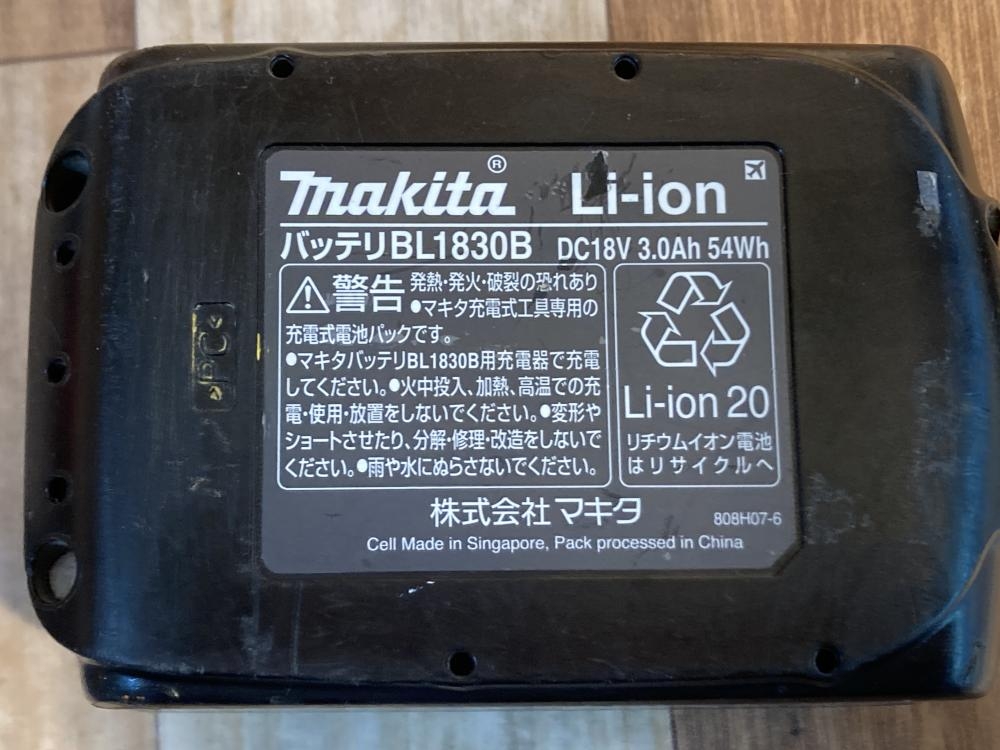 makita® Li-ion
バッテリBL1830B DC18V 3.0Ah 54Wh
警告 発熱・発火・破裂の恐れあり
●マキタ充電式工具専用の
充電式電池パックです。
●マキタバッテリBL1830B用充電器で充電
してください。●火中投入、加熱、高温での充
電・使用・放置をしないでください。●変形や
ショートさせたり、分解・修理・改造をしないで
ください。●雨や水にぬらさないでください。
Li-ion 20
リチウムイオン電池
はリサイクルへ
株式会社マキタ
808H07-6
Cell Made in Singapore, Pack processed in China
>PC<